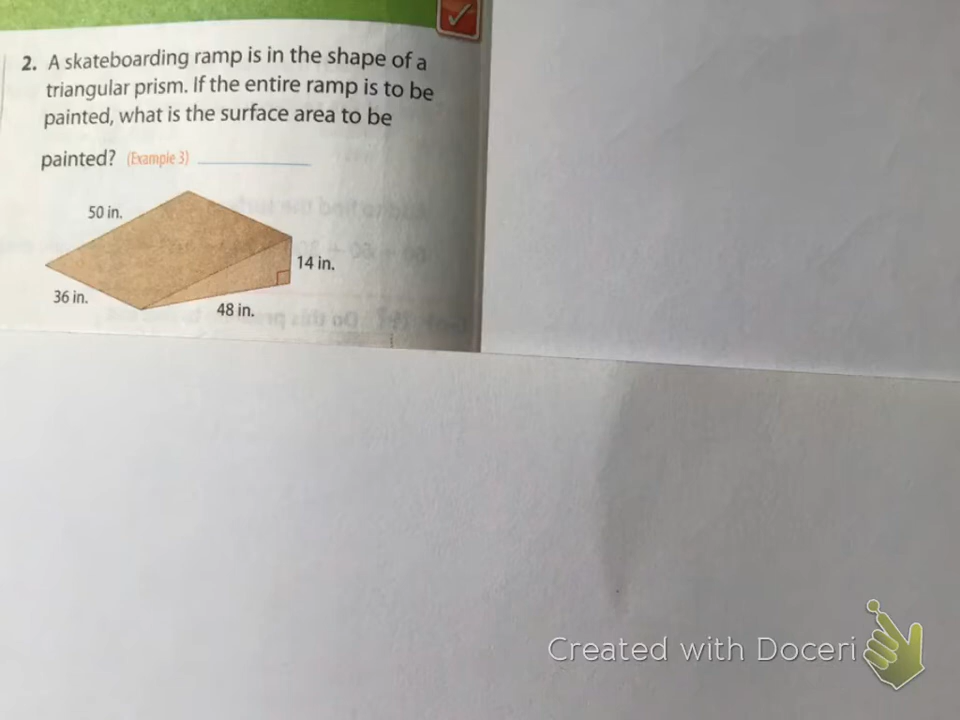 2. A skateboarding ramp is in the shape of a
triangular prism. If the entire ramp is to be
painted, what is the surface area to be
painted? (Example 3)
50 in.
14 in.
36 in.
48 in.
Created with Doceri